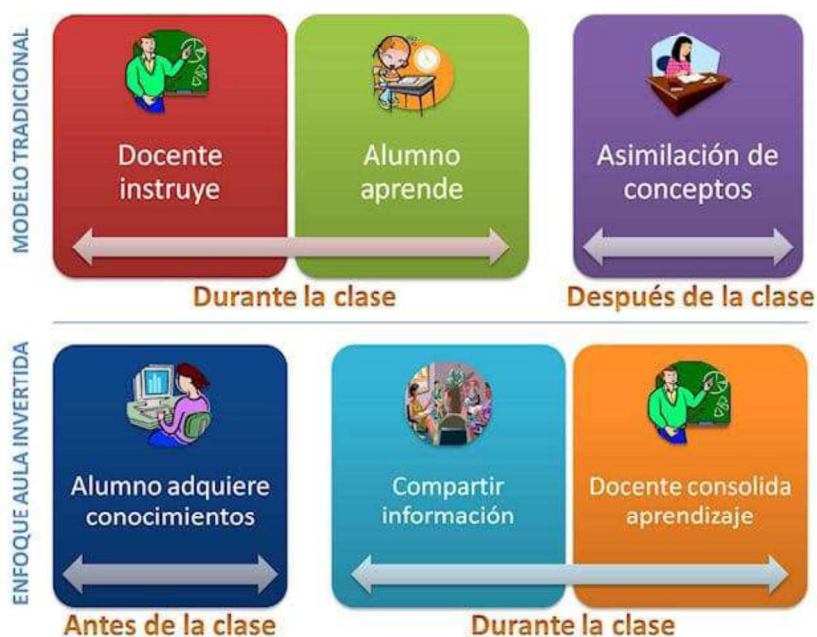 MODELO TRADICIONAL
Docente
instruye
Alumno
aprende
Asimilación de
conceptos
Durante la clase
Después de la clase
ENFOQUE AULA INVERTIDA
Alumno adquiere
conocimientos
Compartir
información
Docente consolida
aprendizaje
Antes de la clase
Durante la clase